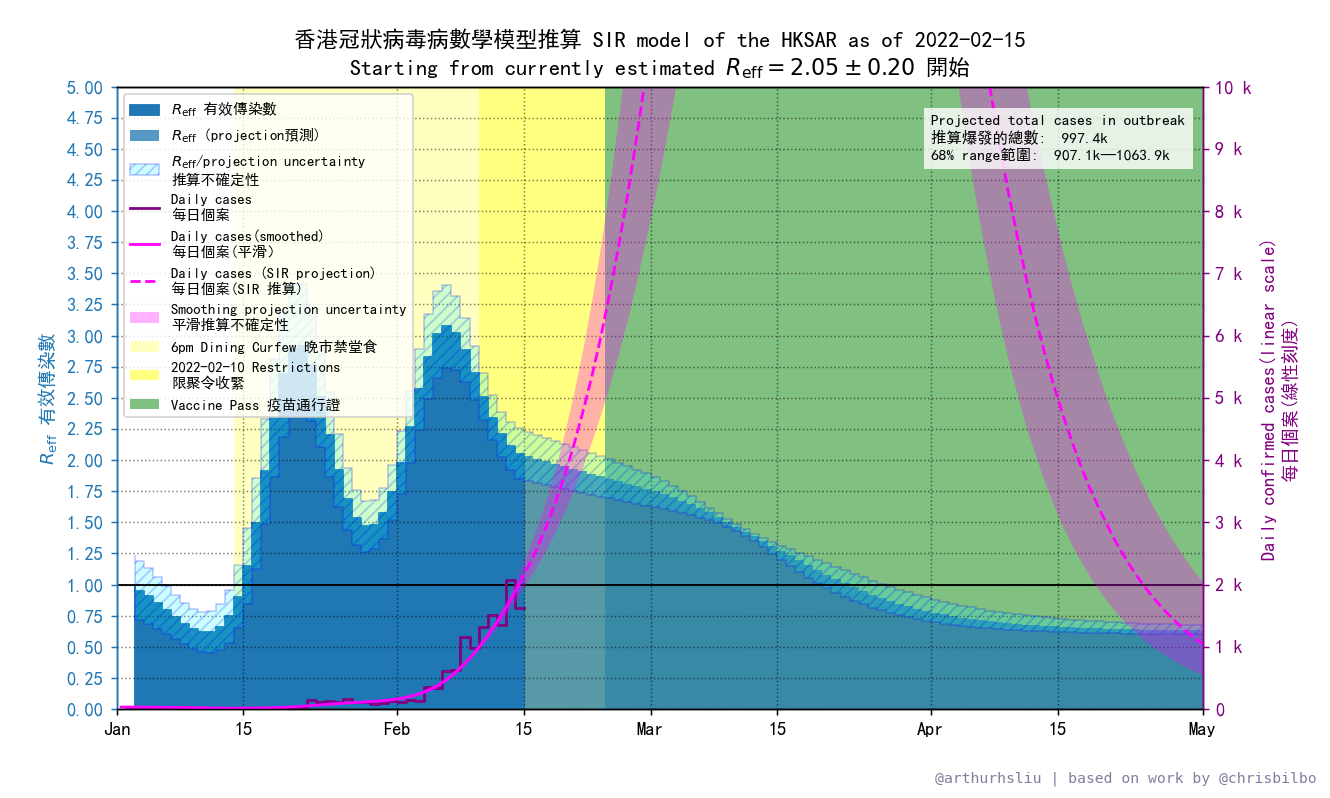 香港冠狀病毒病數學模型推算 SIR model of the HKSAR as of 2022-02-15
Starting from currently estimated Reff = 2.05 ± 0.20 開始
Reff 有效傳染數
Reff (projection預測)
Reff/projection uncertainty
推算不確定性
Daily cases
每日個案
Daily cases(smoothed)
每日個案(平滑)
Daily cases (SIR projection)
每日個案(SIR 推算)
Smoothing projection uncertainty
平滑推算不確定性
6pm Dining Curfew 晚市禁堂食
2022-02-10 Restrictions
限聚令收緊
Vaccine Pass 疫苗通行證
Projected total cases in outbreak
推算爆發的總數: 997.4k
68% range範圍: 907.1k—1063.9k
5.00
4.75
4.50
4.25
4.00
3.75
3.50
3.25
3.00
2.75
2.50
2.25
2.00
1.75
1.50
1.25
1.00
0.75
0.50
0.25
0.00
Reff 有效傳染數
10 k
9 k
8 k
7 k
6 k
5 k
4 k
3 k
2 k
1 k
0
Daily confirmed cases(linear scale)
每日個案(線性刻度)
Jan 15 Feb 15 Mar 15 Apr 15 May
@arthurhsliu | based on work by @chrisbilbo